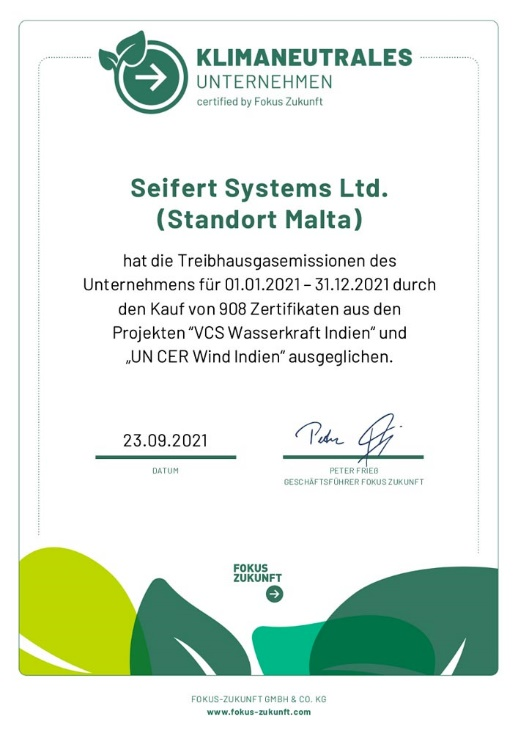 KLIMANEUTRALES
UNTERNEHMEN
certified by Fokus Zukunft
Seifert Systems Ltd.
(Standort Malta)
hat die Treibhausgasemissionen des
Unternehmens für 01.01.2021 – 31.12.2021 durch
den Kauf von 908 Zertifikaten aus den
Projekten “VCS Wasserkraft Indien” und
„UN CER Wind Indien” ausgeglichen.
23.09.2021
DATUM
PETER FRIEß
GESCHÄFTSFÜHRER FOKUS ZUKUNFT
FOKUS
ZUKUNFT
FOKUS-ZUKUNFT GMBH & CO. KG
www.fokus-zukunft.com